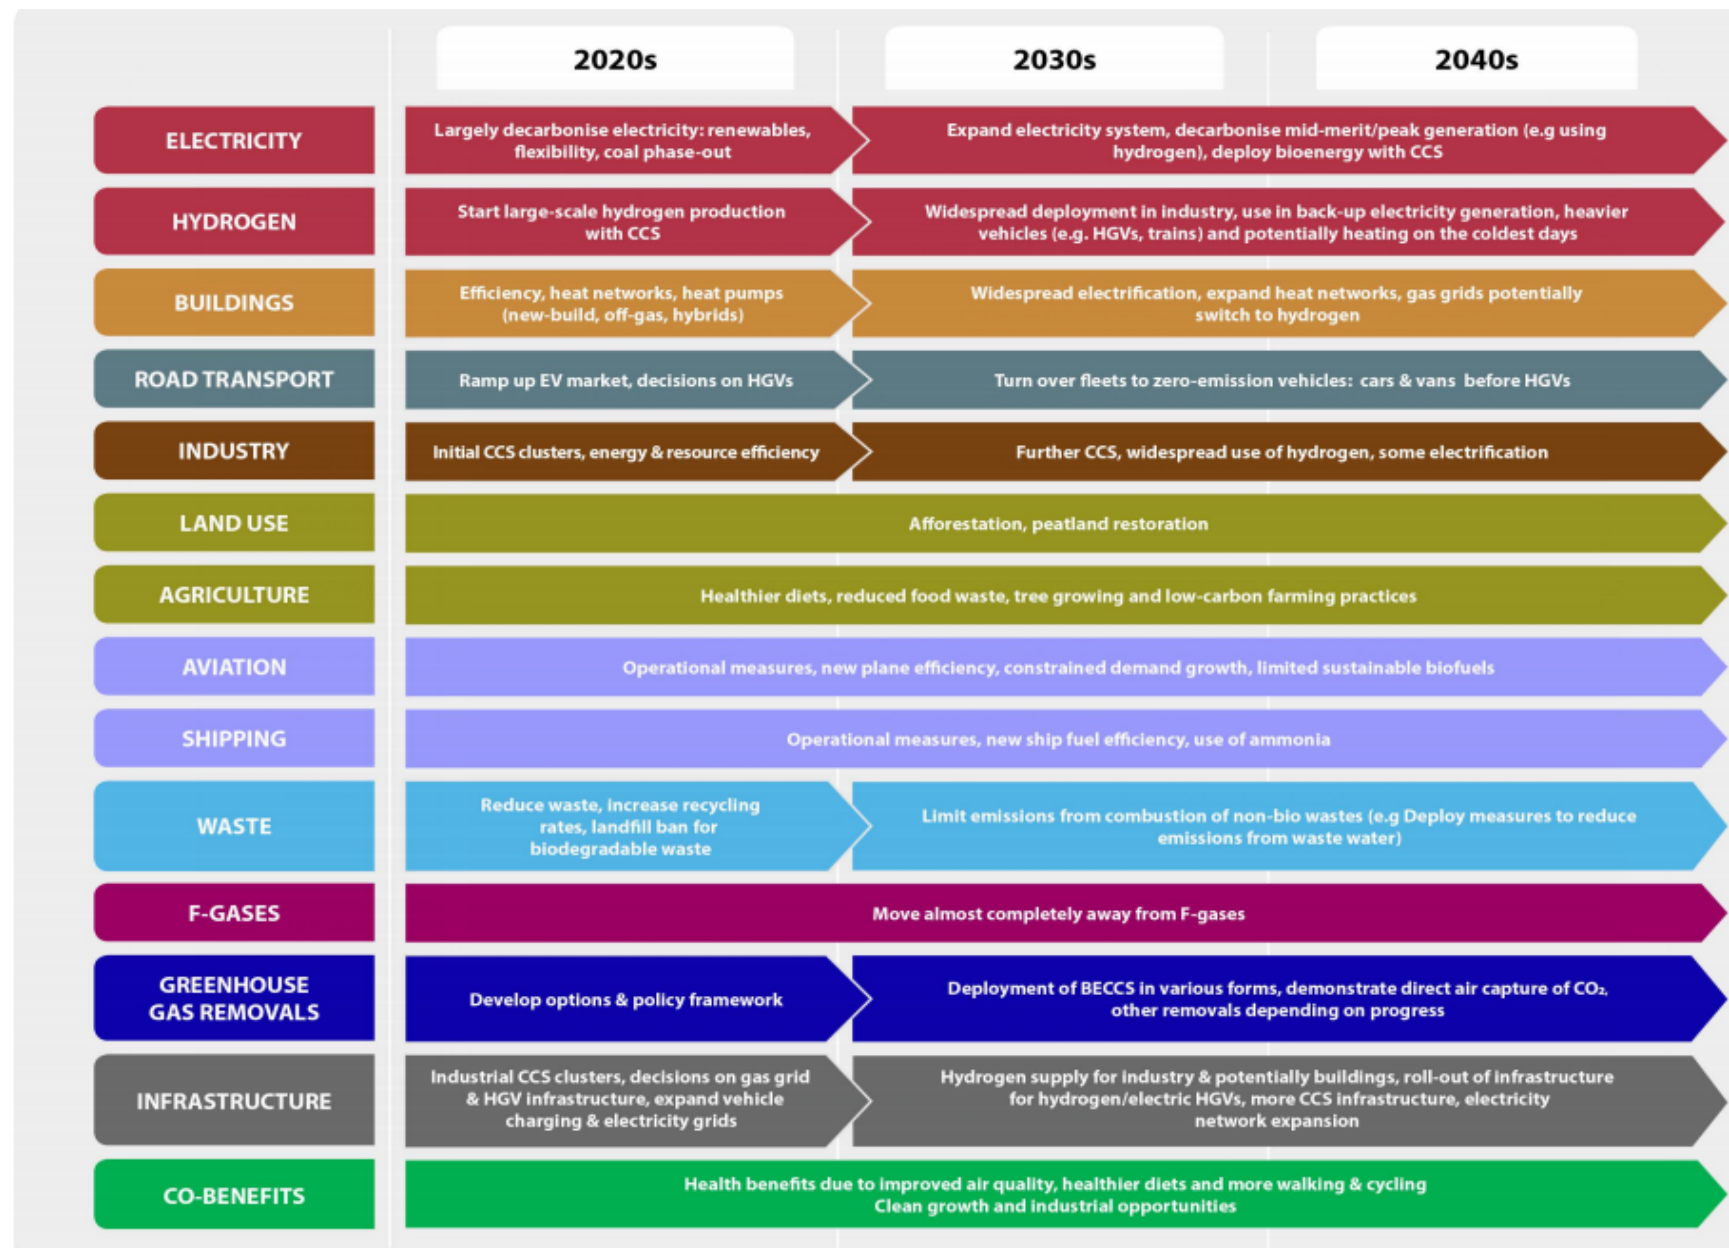 2020s
2030s
2040s
ELECTRICITY
Largely decarbonise electricity: renewables,
flexibility, coal phase-out
Expand electricity system, decarbonise mid-merit/peak generation (e.g using
hydrogen), deploy bioenergy with CCS
HYDROGEN
Start large-scale hydrogen production
with CCS
Widespread deployment in industry, use in back-up electricity generation, heavier
vehicles (e.g. HGVs, trains) and potentially heating on the coldest days
BUILDINGS
Efficiency, heat networks, heat pumps
(new-build, off-gas, hybrids)
Widespread electrification, expand heat networks, gas grids potentially
switch to hydrogen
ROAD TRANSPORT
Ramp up EV market, decisions on HGVs
Turn over fleets to zero-emission vehicles: cars & vans before HGVs
INDUSTRY
Initial CCS clusters, energy & resource efficiency
Further CCS, widespread use of hydrogen, some electrification
LAND USE
Afforestation, peatland restoration
AGRICULTURE
Healthier diets, reduced food waste, tree growing and low-carbon farming practices
AVIATION
Operational measures, new plane efficiency, constrained demand growth, limited sustainable biofuels
SHIPPING
Operational measures, new ship fuel efficiency, use of ammonia
WASTE
Reduce waste, increase recycling
rates, landfill ban for
biodegradable waste
Limit emissions from combustion of non-bio wastes (e.g Deploy measures to reduce
emissions from waste water)
F-GASES
Move almost completely away from F-gases
GREENHOUSE
GAS REMOVALS
Develop options & policy framework
Deployment of BECCS in various forms, demonstrate direct air capture of CO₂,
other removals depending on progress
INFRASTRUCTURE
Industrial CCS clusters, decisions on gas grid
& HGV infrastructure, expand vehicle
charging & electricity grids
Hydrogen supply for industry & potentially buildings, roll-out of infrastructure
for hydrogen/electric HGVs, more CCS infrastructure, electricity
network expansion
CO-BENEFITS
Health benefits due to improved air quality, healthier diets and more walking & cycling
Clean growth and industrial opportunities